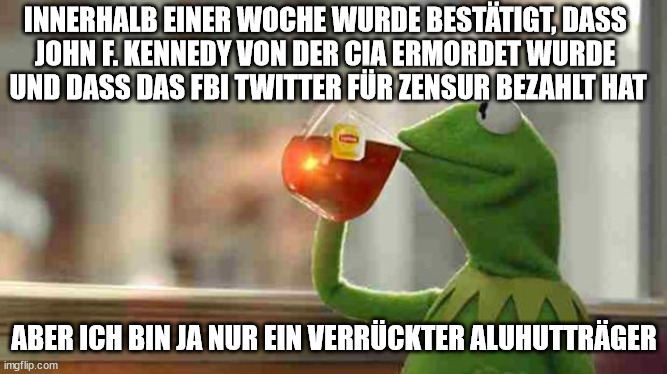 INNERHALB EINER WOCHE WURDE BESTÄTIGT, DASS
JOHN F. KENNEDY VON DER CIA ERMORDET WURDE
UND DASS DAS FBI TWITTER FÜR ZENSUR BEZAHLT HAT
Lipton
ABER ICH BIN JA NUR EIN VERRÜCKTER ALUHUTTRÄGER
imgflip.com